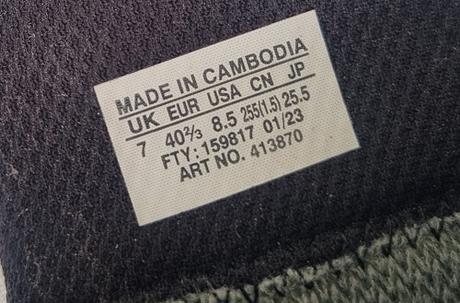 MADE IN CAMBODIA
UK EUR USA CN JP
7 40⅔ 8.5 255(1.5) 25.5
FTY: 159817 01/23
ART NO. 413870